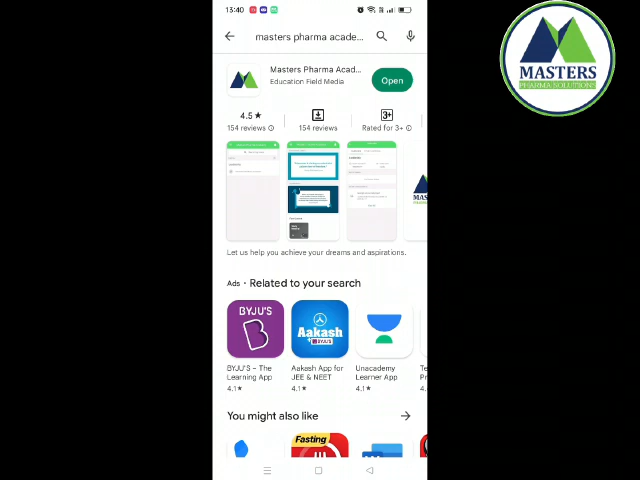 13:40
masters pharma acade...
Masters Pharma Acad...
Education Field Media
Open
4.5★
154 reviews
154 reviews
3+
Rated for 3+
Let us help you achieve your dreams and aspirations.
Ads · Related to your search
BYJU'S
Aakash
BYJU'S
BYJU'S – The
Learning App
4.1★
Aakash App for
JEE & NEET
4.1★
Unacademy
Learner App
4.1★
You might also like
Fasting
MASTERS
PHARMA SOLUTION